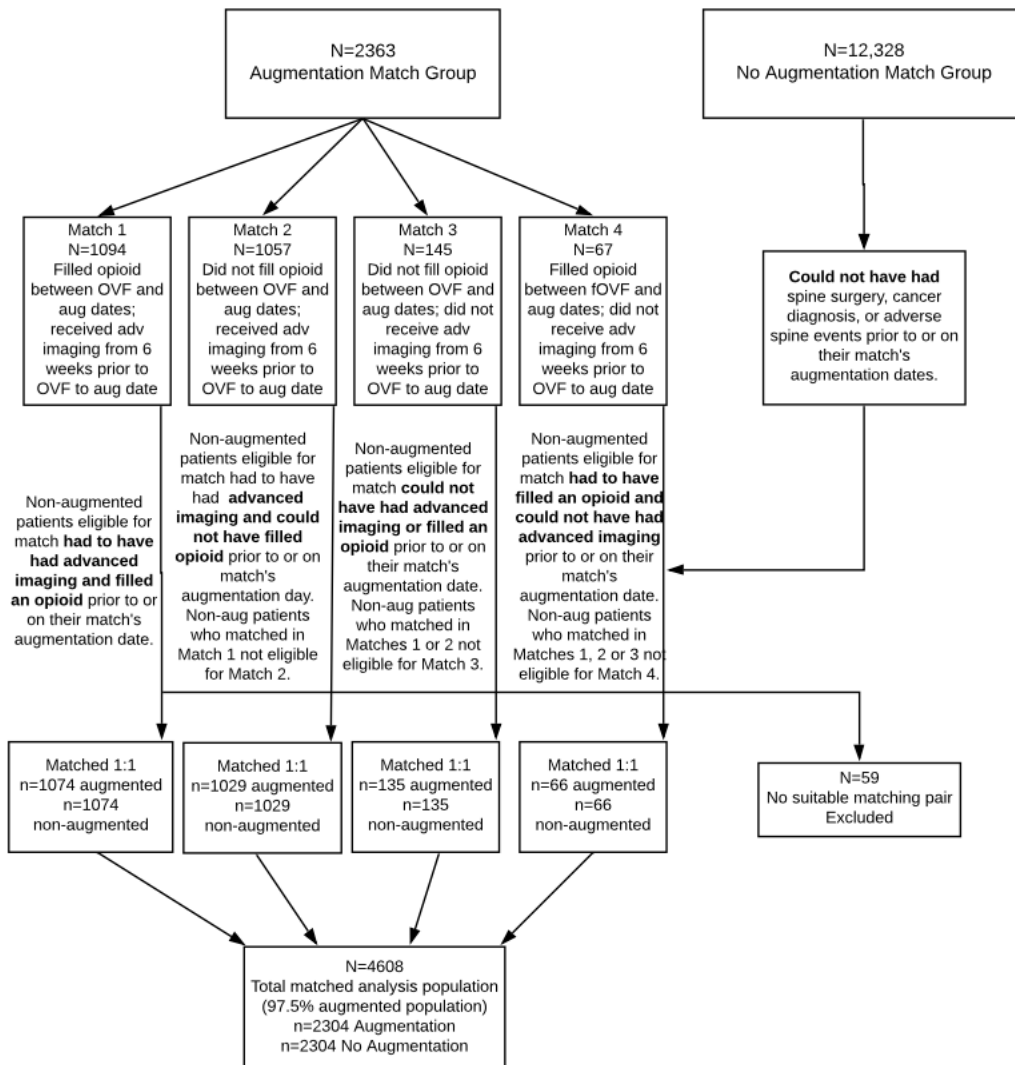 N=2363
Augmentation Match Group
N=12,328
No Augmentation Match Group
Match 1
N=1094
Filled opioid
between OVF and
aug dates;
received adv
imaging from 6
weeks prior to
OVF to aug date
Match 2
N=1057
Did not fill opioid
between OVF and
aug dates;
received adv
imaging from 6
weeks prior to
OVF to aug date
Match 3
N=145
Did not fill opioid
between OVF and
aug dates; did not
receive adv
imaging from 6
weeks prior to
OVF to aug date
Match 4
N=67
Filled opioid
between fOVF and
aug dates; did not
receive adv
imaging from 6
weeks prior to
OVF to aug date
Could not have had
spine surgery, cancer
diagnosis, or adverse
spine events prior to or on
their match's
augmentation dates.
Non-augmented
patients eligible for
match had to have
had advanced
imaging and filled
an opioid prior to or
on their match's
augmentation date.
Non-augmented
patients eligible for
match had to have
had advanced
imaging and could
not have filled
opioid prior to or on
match's
augmentation day.
Non-aug patients
who matched in
Match 1 not eligible
for Match 2.
Non-augmented
patients eligible for
match could not
have had advanced
imaging or filled an
opioid prior to or on
their match's
augmentation date.
Non-aug patients
who matched in
Matches 1 or 2 not
eligible for Match 3.
Non-augmented
patients eligible for
match had to have
filled an opioid and
could not have had
advanced imaging
prior to or on their
match's
augmentation date.
Non-aug patients
who matched in
Matches 1, 2 or 3 not
eligible for Match 4.
Matched 1:1
n=1074 augmented
n=1074
non-augmented
Matched 1:1
n=1029 augmented
n=1029
non-augmented
Matched 1:1
n=135 augmented
n=135
non-augmented
Matched 1:1
n=66 augmented
n=66
non-augmented
N=59
No suitable matching pair
Excluded
N=4608
Total matched analysis population
(97.5% augmented population)
n=2304 Augmentation
n=2304 No Augmentation